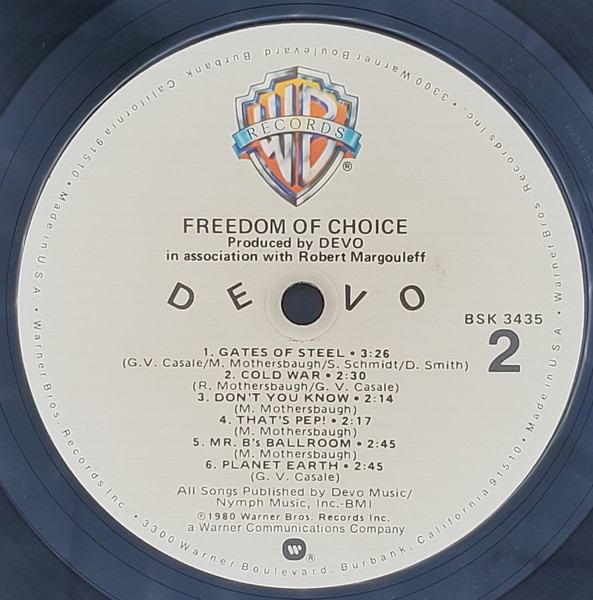 WB
RECORDS
®
FREEDOM OF CHOICE
Produced by DEVO
in association with Robert Margouleff
DEVO
BSK 3435
2
1. GATES OF STEEL • 3:26
(G.V. Casale/M. Mothersbaugh/S. Schmidt/D. Smith)
2. COLD WAR • 2:30
(R. Mothersbaugh/G. V. Casale)
3. DON'T YOU KNOW • 2:14
(M. Mothersbaugh)
4. THAT'S PEP! • 2:17
(M. Mothersbaugh)
5. MR. B's BALLROOM • 2:45
(M. Mothersbaugh)
6. PLANET EARTH • 2:45
(G. V. Casale)
All Songs Published by Devo Music/
Nymph Music, Inc.-BMI
℗1980 Warner Bros. Records Inc.
a Warner Communications Company
®
Warner Bros. Records Inc. • 3300 Warner Boulevard, Burbank, California 91510 • Made in U.S.A. • Warner Bros. Records Inc. • 3300 Warner Boulevard, Burbank, California 91510 • Made in U.S.A. •